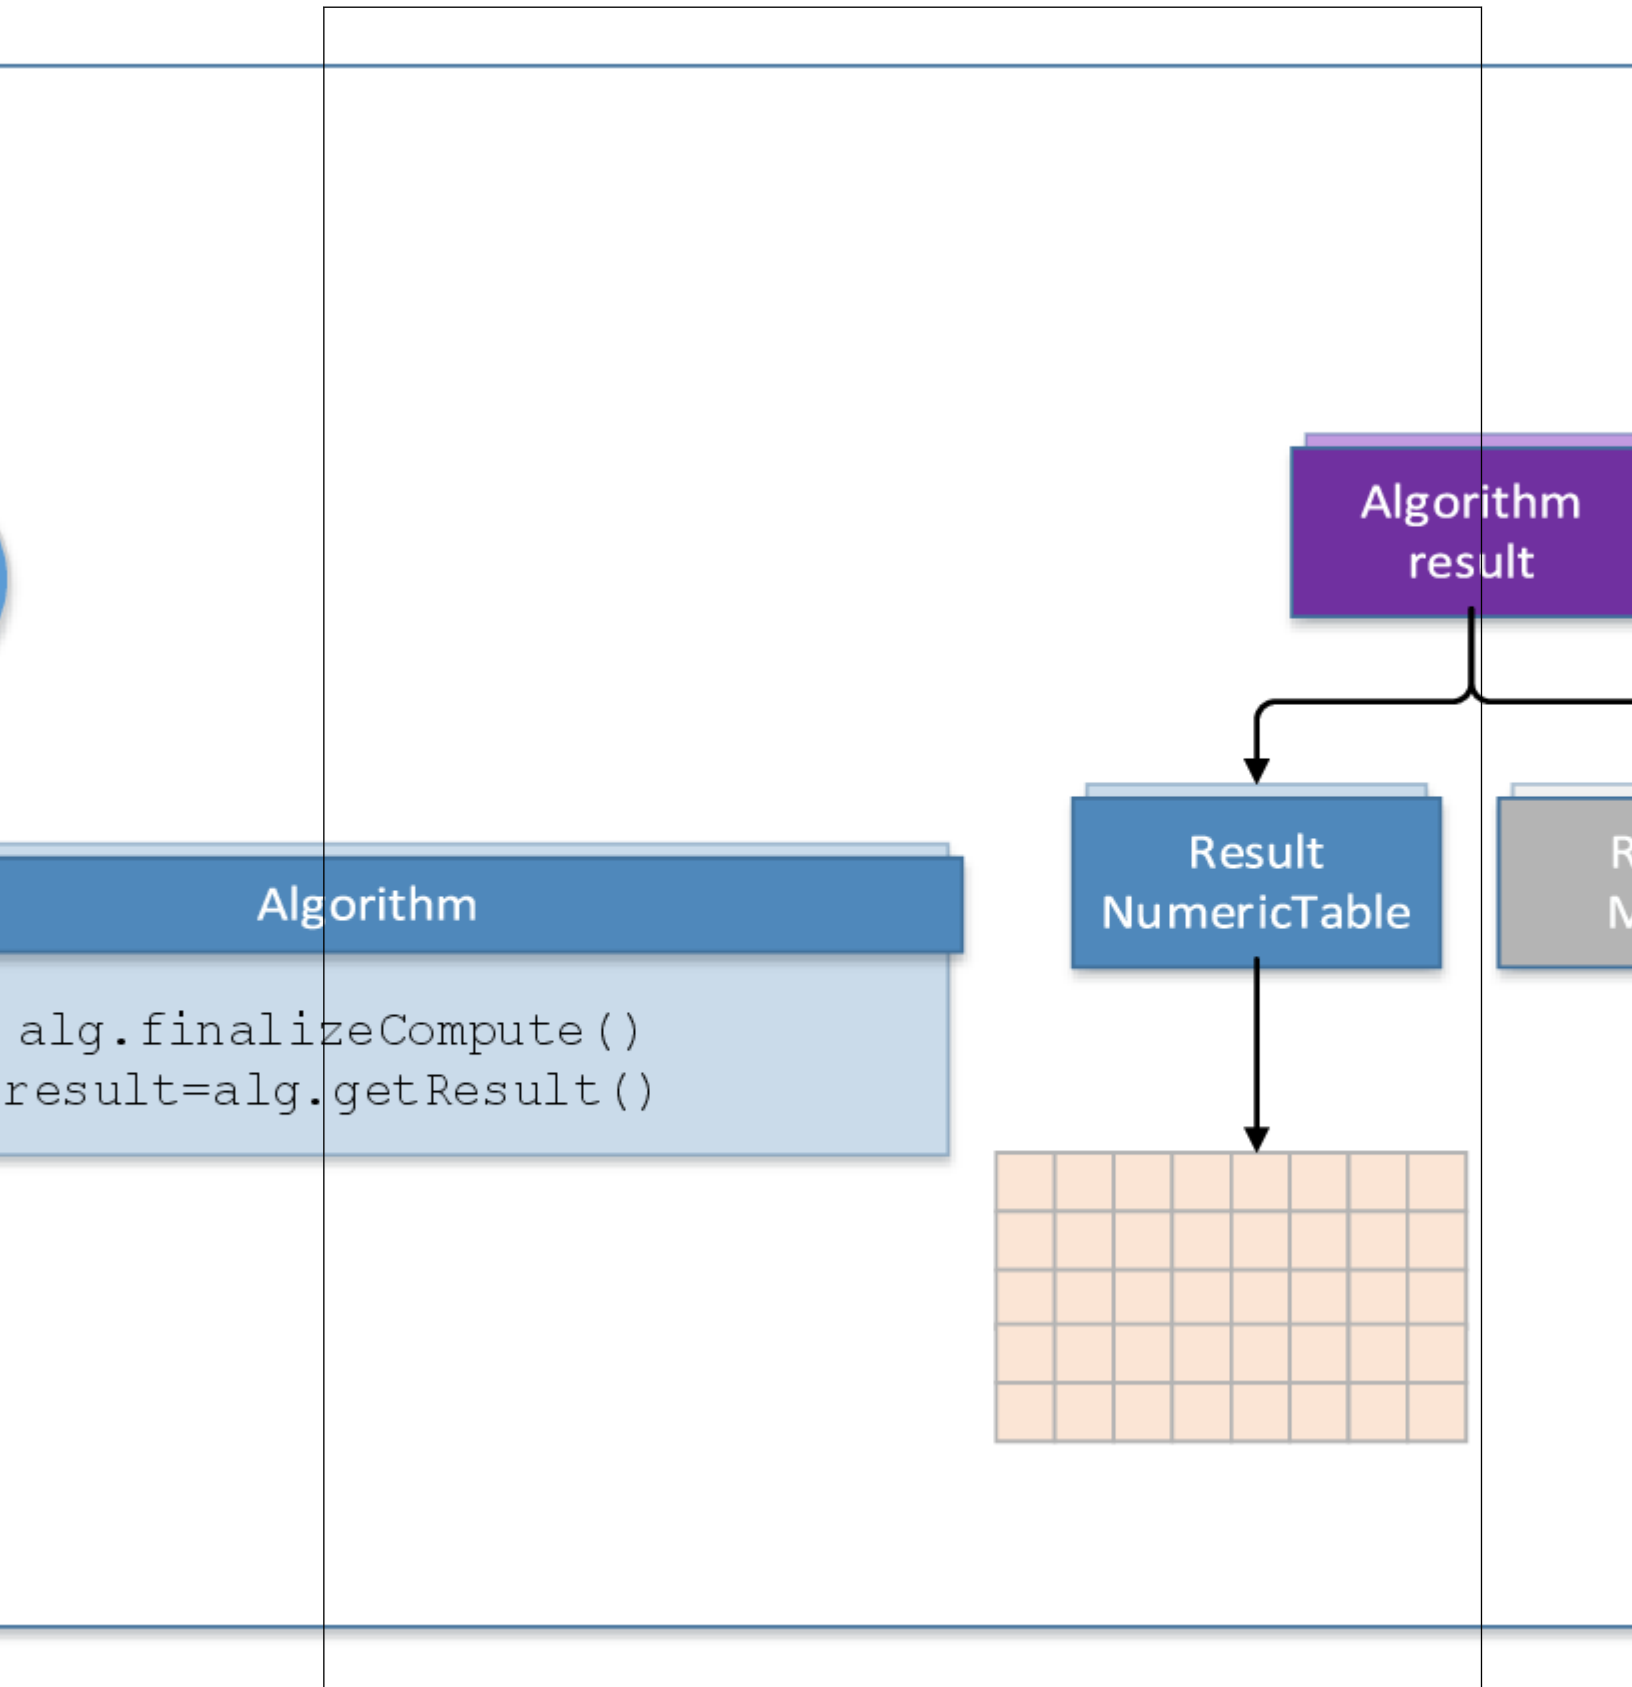 Algorithm
result
Algorithm
alg.finalizeCompute()
result=alg.getResult()
Result
NumericTable